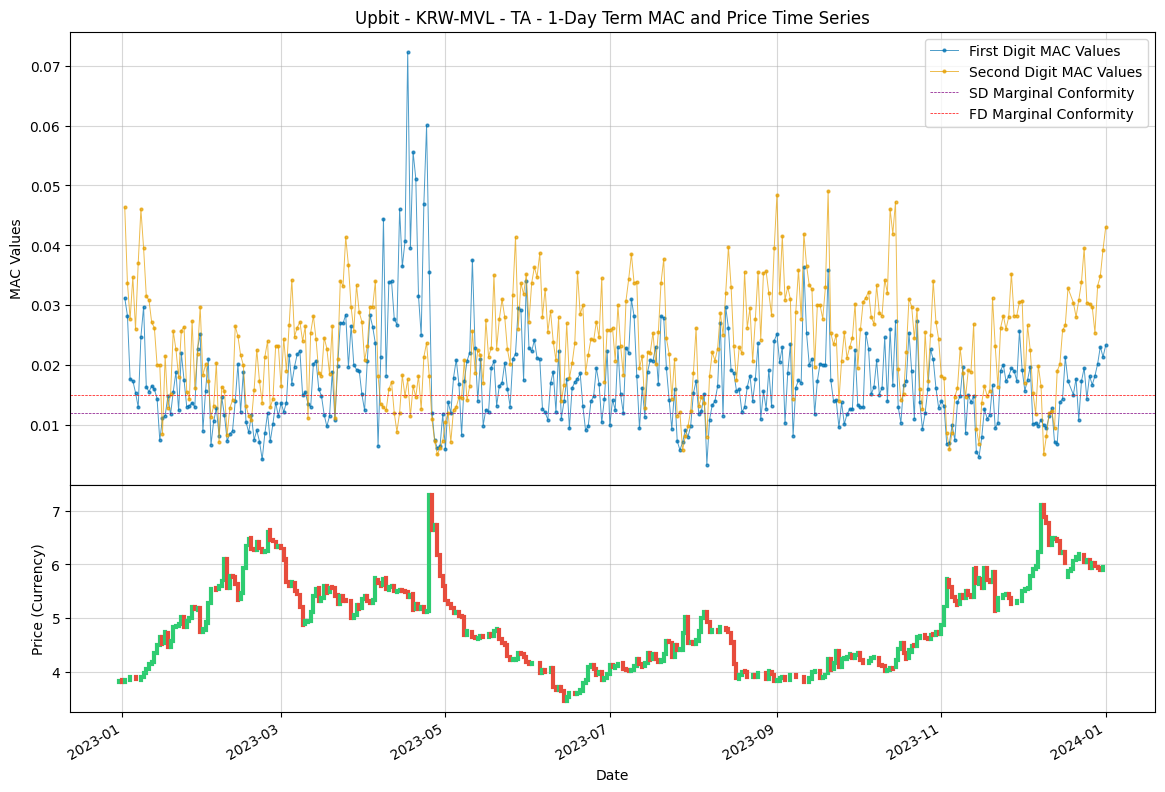 Upbit - KRW-MVL - TA - 1-Day Term MAC and Price Time Series
First Digit MAC Values
Second Digit MAC Values
SD Marginal Conformity
FD Marginal Conformity
MAC Values
0.07
0.06
0.05
0.04
0.03
0.02
0.01
Price (Currency)
7
6
5
4
2023-01
2023-03
2023-05
2023-07
2023-09
2023-11
2024-01
Date